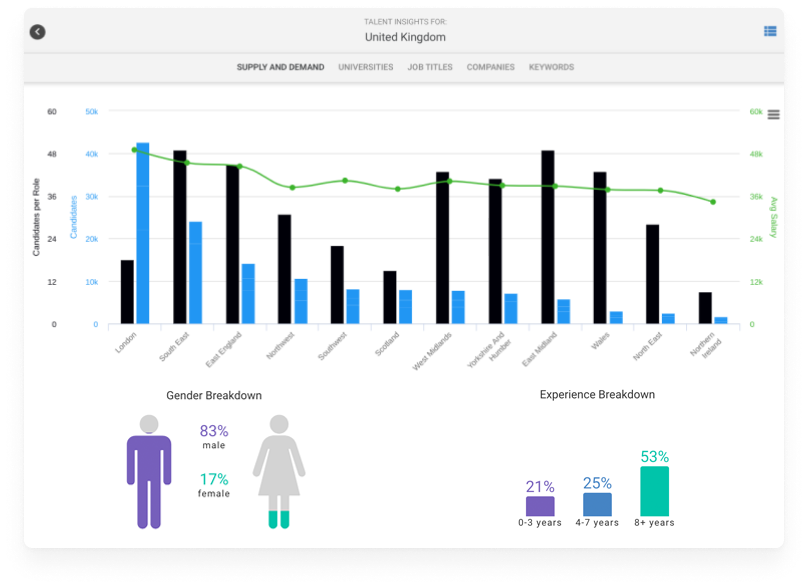 TALENT INSIGHTS FOR:
United Kingdom
SUPPLY AND DEMAND UNIVERSITIES JOB TITLES COMPANIES KEYWORDS
60 50k 60k
48 40k 48k
36 30k 36k
24 20k 24k
12 10k 12k
0 0 0
Candidates per Role
Candidates
Avg Salary
London
South East
East England
Northwest
Southwest
Scotland
West Midlands
Yorkshire And
Humber
East Midland
Wales
North East
Northern
Ireland
Gender Breakdown
83%
male
17%
female
Experience Breakdown
21% 25% 53%
0-3 years 4-7 years 8+ years